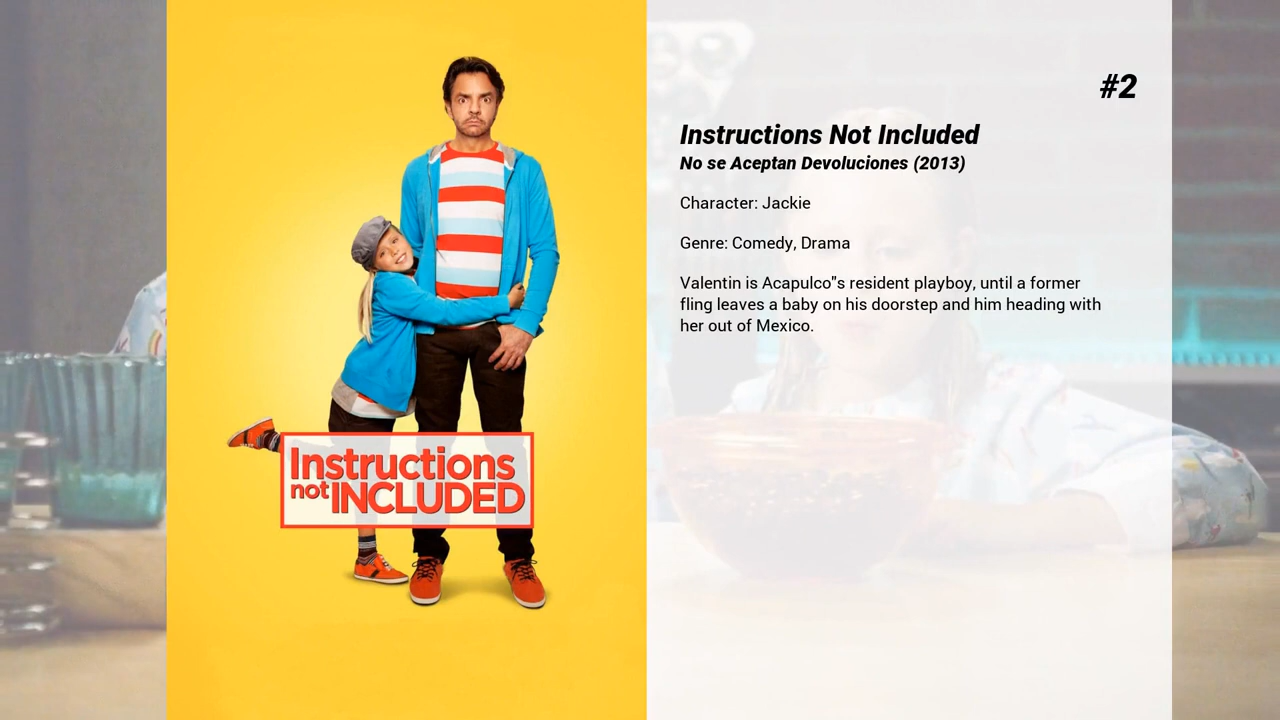 Instructions
not INCLUDED
#2
Instructions Not Included
No se Aceptan Devoluciones (2013)
Character: Jackie
Genre: Comedy, Drama
Valentin is Acapulco"s resident playboy, until a former
fling leaves a baby on his doorstep and him heading with
her out of Mexico.